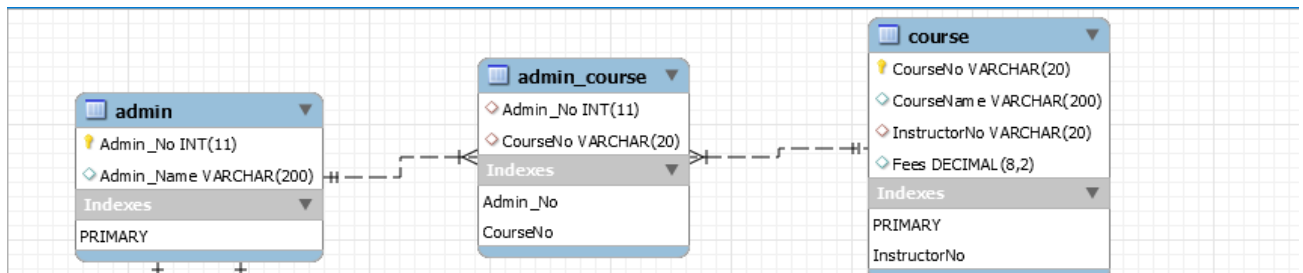 admin
Admin_No INT(11)
Admin_Name VARCHAR(200)
Indexes
PRIMARY
admin_course
Admin_No INT(11)
CourseNo VARCHAR(20)
Indexes
Admin_No
CourseNo
course
CourseNo VARCHAR(20)
CourseName VARCHAR(200)
InstructorNo VARCHAR(20)
Fees DECIMAL(8,2)
Indexes
PRIMARY
InstructorNo